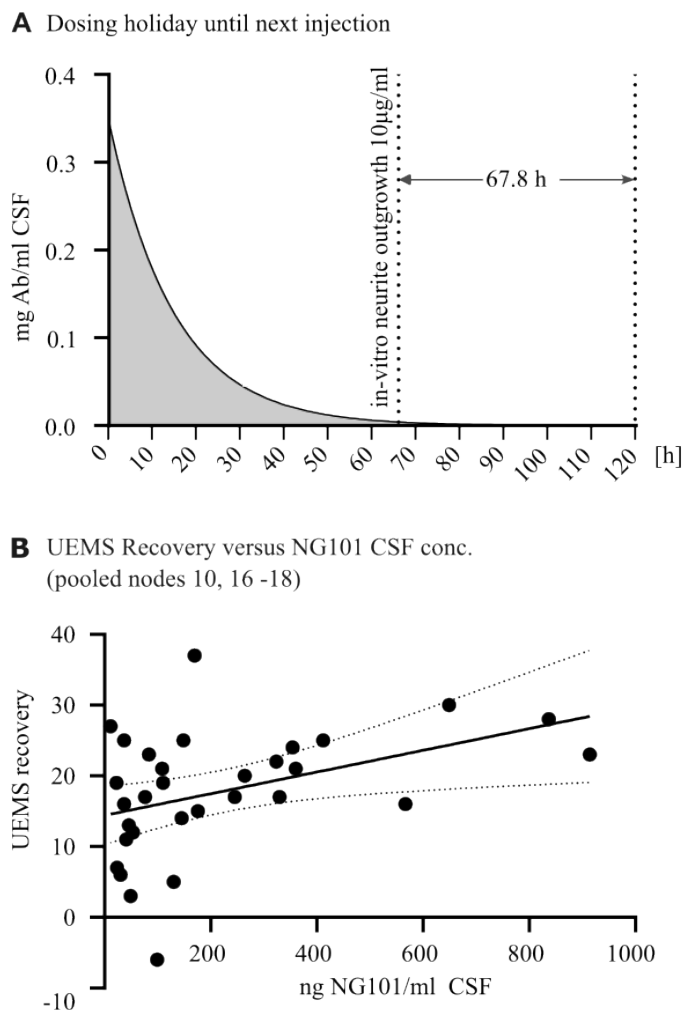 A Dosing holiday until next injection
mg Ab/ml CSF
0.4
0.3
0.2
0.1
0.0
in-vitro neurite outgrowth 10µg/ml
67.8 h
0 10 20 30 40 50 60 70 80 90 100 110 120 [h]
B UEMS Recovery versus NG101 CSF conc.
(pooled nodes 10, 16 -18)
UEMS recovery
40
30
20
10
0
-10
200 400 600 800 1000
ng NG101/ml CSF